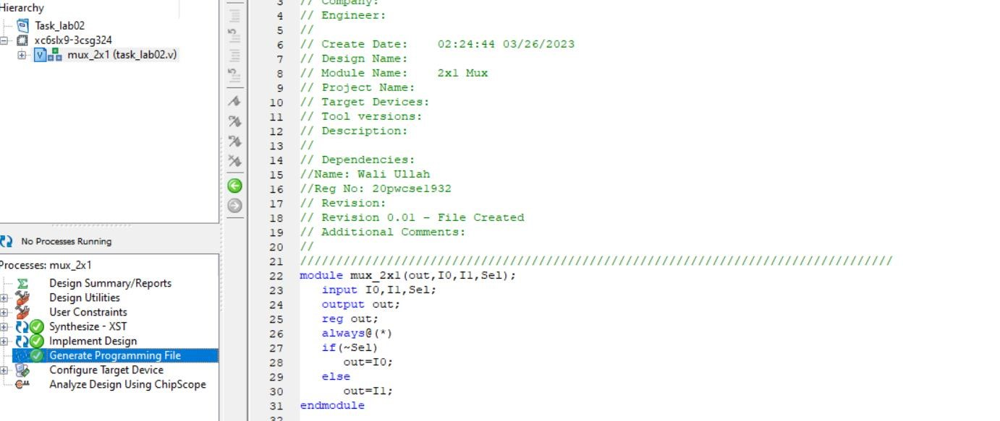 Hierarchy
Task_lab02
xc6slx9-3csg324
V mux_2x1 (task_lab02.v)
No Processes Running
Processes: mux_2x1
Design Summary/Reports
Design Utilities
User Constraints
Synthesize - XST
Implement Design
Generate Programming File
Configure Target Device
Analyze Design Using ChipScope
3 // Company:
4 // Engineer:
5 //
6 // Create Date: 02:24:44 03/26/2023
7 // Design Name:
8 // Module Name: 2x1 Mux
9 // Project Name:
10 // Target Devices:
11 // Tool versions:
12 // Description:
13 //
14 // Dependencies:
15 //Name: Wali Ullah
16 //Reg No: 20pwcse1932
17 // Revision:
18 // Revision 0.01 - File Created
19 // Additional Comments:
20 //
21 //////////////////////////////////////////////////////////////////////////////////
22 module mux_2x1(out,I0,I1,Sel);
23 input I0,I1,Sel;
24 output out;
25 reg out;
26 always@(*)
27 if(~Sel)
28 out=I0;
29 else
30 out=I1;
31 endmodule
32